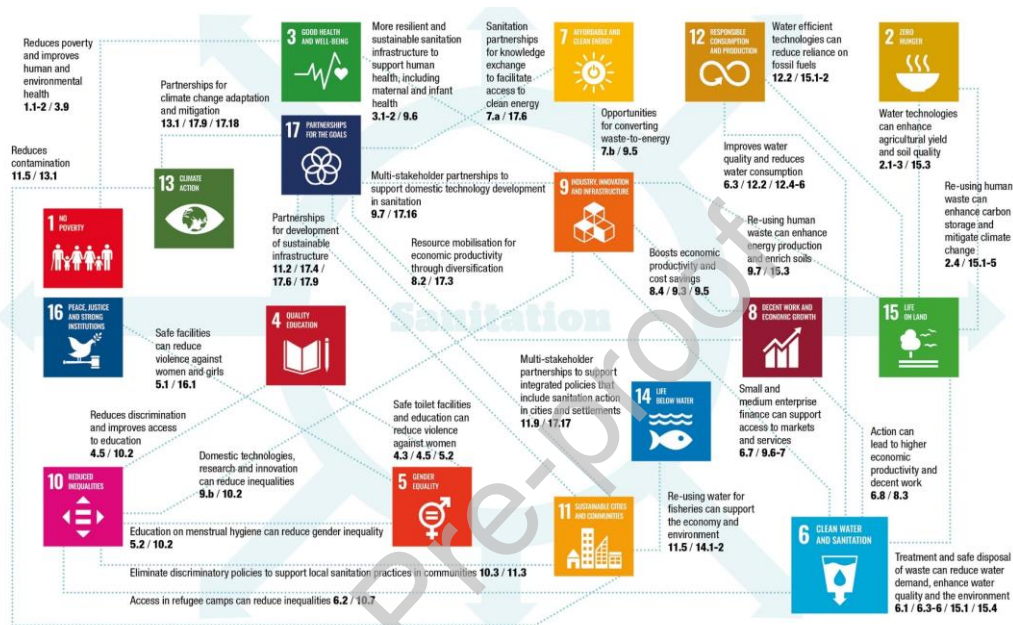 Reduces poverty
and improves
human and
environmental
health
1.1-2 / 3.9
3 GOOD HEALTH
AND WELL-BEING
More resilient and
sustainable sanitation
infrastructure to
support human
health, including
maternal and infant
health
3.1-2 / 9.6
Sanitation
partnerships
for knowledge
exchange
to facilitate
access to
clean energy
7.a / 17.6
7 AFFORDABLE AND
CLEAN ENERGY
12 RESPONSIBLE
CONSUMPTION
AND PRODUCTION
Water efficient
technologies can
reduce reliance on
fossil fuels
12.2 / 15.1-2
2 ZERO
HUNGER
Partnerships for
climate change adaptation
and mitigation
13.1 / 17.9 / 17.18
17 PARTNERSHIPS
FOR THE GOALS
Opportunities
for converting
waste-to-energy
7.b / 9.5
Water technologies
can enhance
agricultural yield
and soil quality
2.1-3 / 15.3
Reduces
contamination
11.5 / 13.1
13 CLIMATE
ACTION
Multi-stakeholder partnerships to
support domestic technology development
in sanitation
9.7 / 17.16
9 INDUSTRY, INNOVATION
AND INFRASTRUCTURE
Improves water
quality and reduces
water consumption
6.3 / 12.2 / 12.4-6
Re-using human
waste can enhance
carbon
storage and
mitigate climate
change
2.4 / 15.1-5
1 NO
POVERTY
Partnerships
for development
of sustainable
infrastructure
11.2 / 17.4 /
17.6 / 17.9
Resource mobilisation for
economic productivity
through diversification
8.2 / 17.3
Re-using human
waste can enhance
energy production
and enrich soils
9.7 / 15.3
Boosts economic
productivity and
cost savings
8.4 / 9.3 / 9.5
16 PEACE, JUSTICE
AND STRONG
INSTITUTIONS
4 QUALITY
EDUCATION
Sanitation
8 DECENT WORK AND
ECONOMIC GROWTH
15 LIFE
ON LAND
Safe facilities
can reduce
violence against
women and girls
5.1 / 16.1
Multi-stakeholder
partnerships to support
integrated policies that
include sanitation action
in cities and settlements
11.9 / 17.17
14 LIFE
BELOW WATER
Small and
medium enterprise
finance can support
access to markets
and services
6.7 / 9.6-7
Reduces discrimination
and improves access
to education
4.5 / 10.2
Safe toilet facilities
and education can
reduce violence
against women
4.3 / 4.5 / 5.2
Action can
lead to higher
economic
productivity and
decent work
6.8 / 8.3
Domestic technologies,
research and innovation
can reduce inequalities
9.b / 10.2
10 REDUCED
INEQUALITIES
5 GENDER
EQUALITY
11 SUSTAINABLE CITIES
AND COMMUNITIES
Re-using water for
fisheries can support
the economy and
environment
11.5 / 14.1-2
6 CLEAN WATER
AND SANITATION
Education on menstrual hygiene can reduce gender inequality
5.2 / 10.2
Treatment and safe disposal
of waste can reduce water
demand, enhance water
quality and the environment
6.1 / 6.3-6 / 15.1 / 15.4
Eliminate discriminatory policies to support local sanitation practices in communities 10.3 / 11.3
Access in refugee camps can reduce inequalities 6.2 / 10.7
Pre-proof